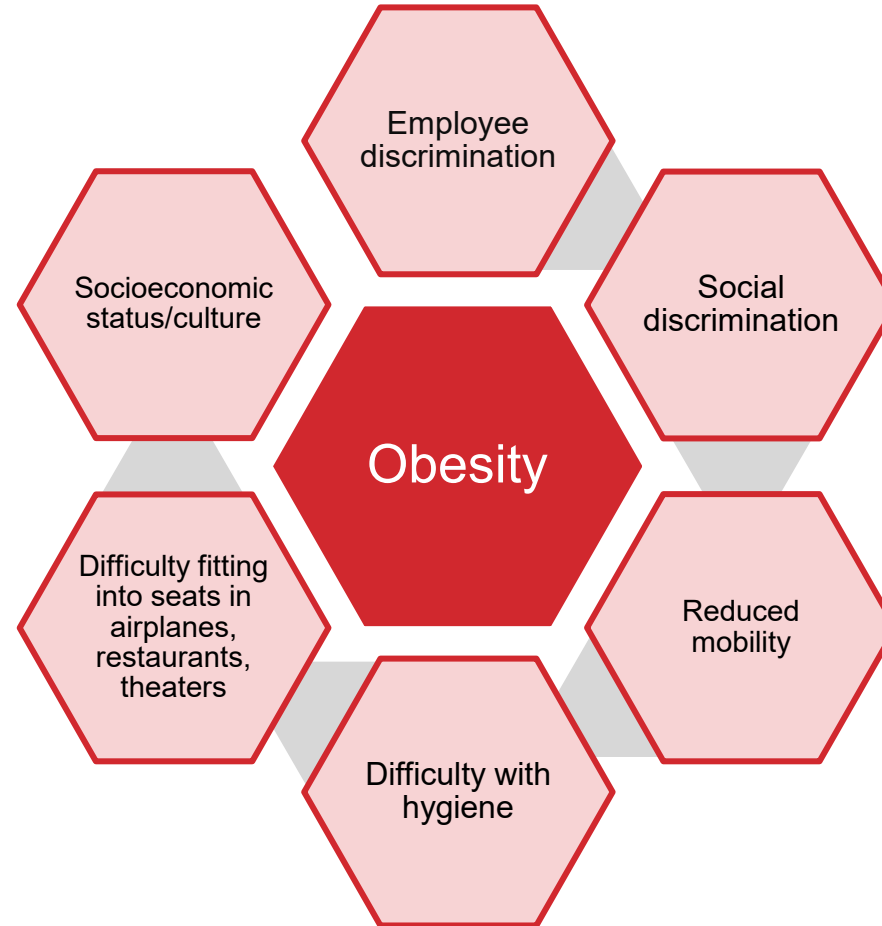 Employee
discrimination
Social
discrimination
Reduced
mobility
Difficulty with
hygiene
Difficulty fitting
into seats in
airplanes,
restaurants,
theaters
Socioeconomic
status/culture
Obesity